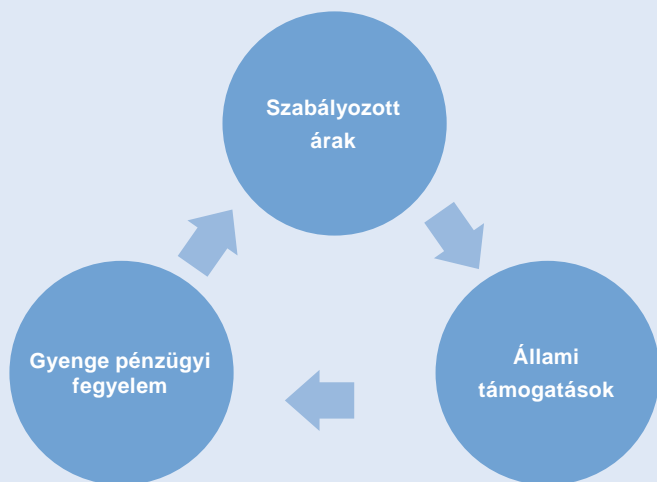 Szabályozott
árak
Állami
támogatások
Gyenge pénzügyi
fegyelem